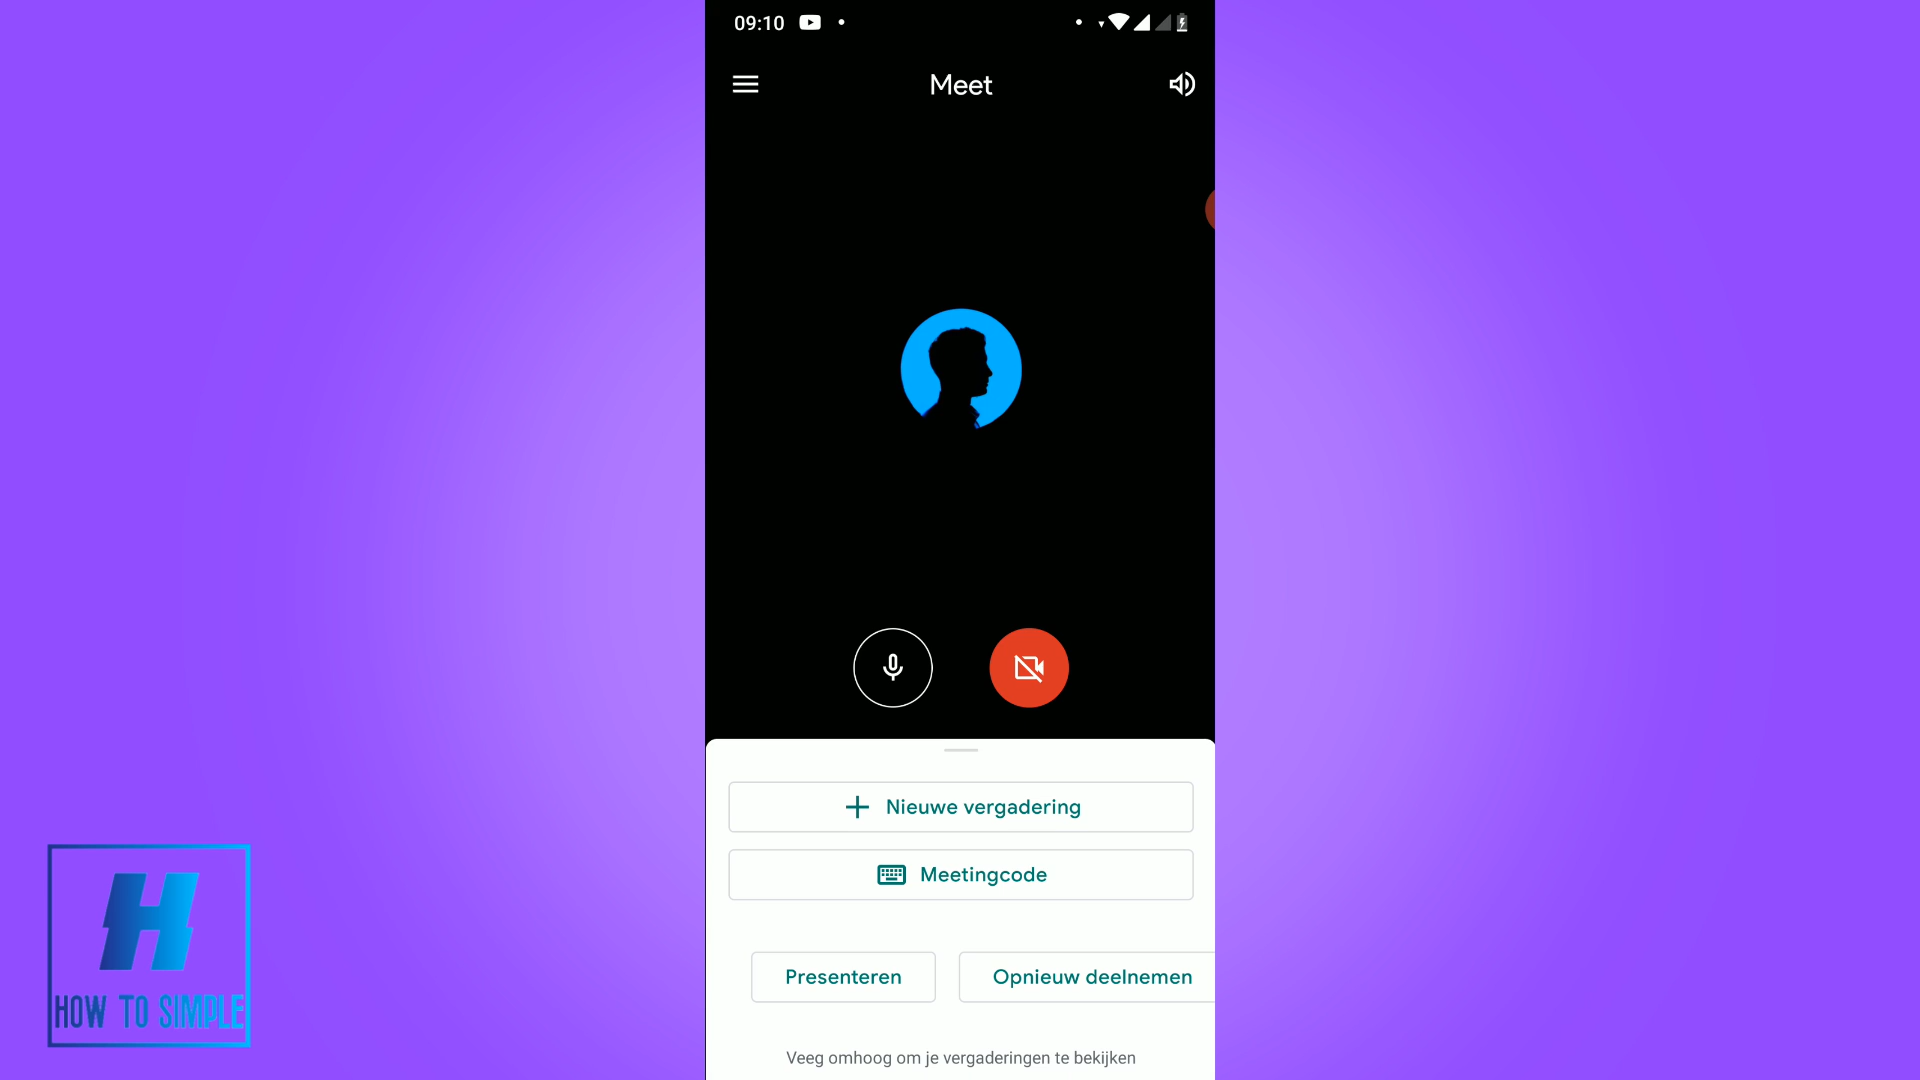 09:10
Meet
Nieuwe vergadering
Meetingcode
Presenteren
Opnieuw deelnemen
Veeg omhoog om je vergaderingen te bekijken
H
HOW TO SIMPLE